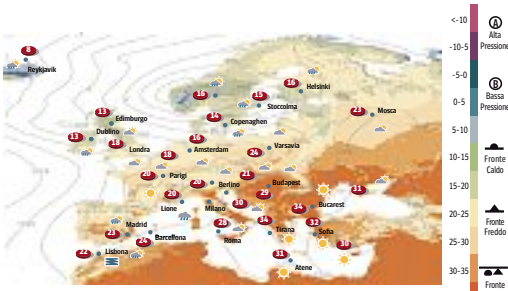 8
Reykjavik
16
15
Stoccolma
16
Helsinki
23
Mosca
13
Edimburgo
14
Copenaghen
13
Dublino
18
Londra
16
Amsterdam
18
24
Varsavia
20
Parigi
Berlino
21
Budapest
29
31
20
Lione
Milano
30
34
Bucarest
Madrid
23
24
Barcellona
28
Roma
34
Tirana
32
Sofia
30
22
Lisbona
31
Atene
<-10
-10-5
-5-0
0-5
5-10
10-15
15-20
20-25
25-30
30-35
A
Alta
Pressione
B
Bassa
Pressione
Fronte
Caldo
Fronte
Freddo
Fronte